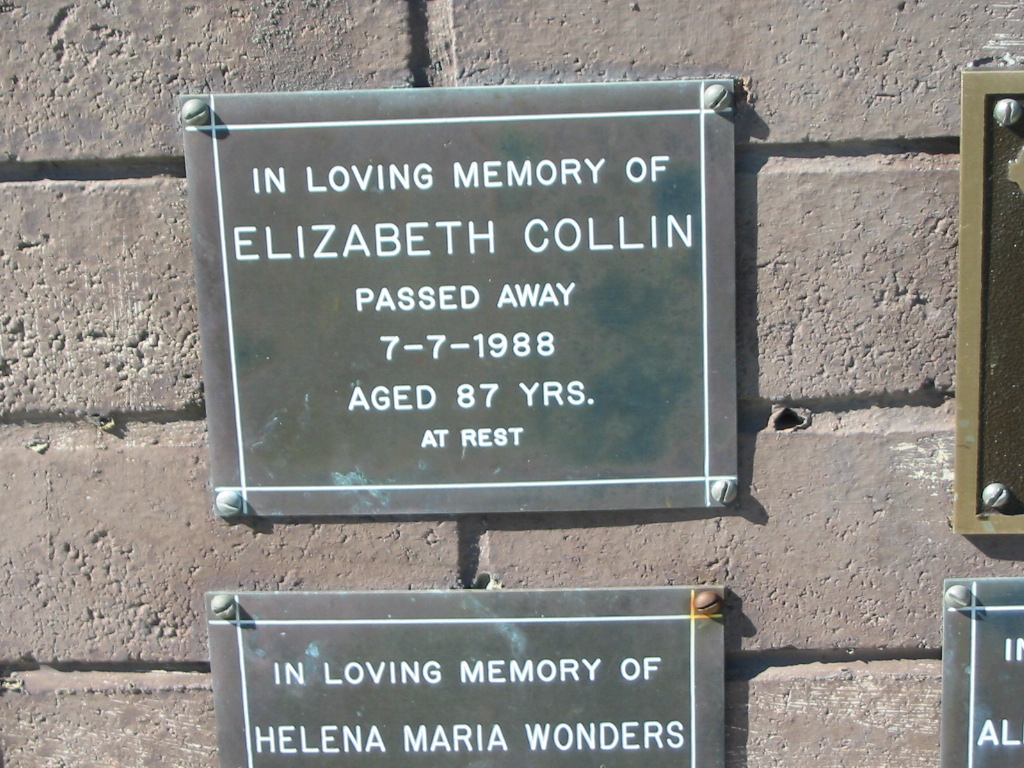 IN LOVING MEMORY OF
ELIZABETH COLLIN
PASSED AWAY
7-7-1988
AGED 87 YRS.
AT REST
IN LOVING MEMORY OF
HELENA MARIA WONDERS